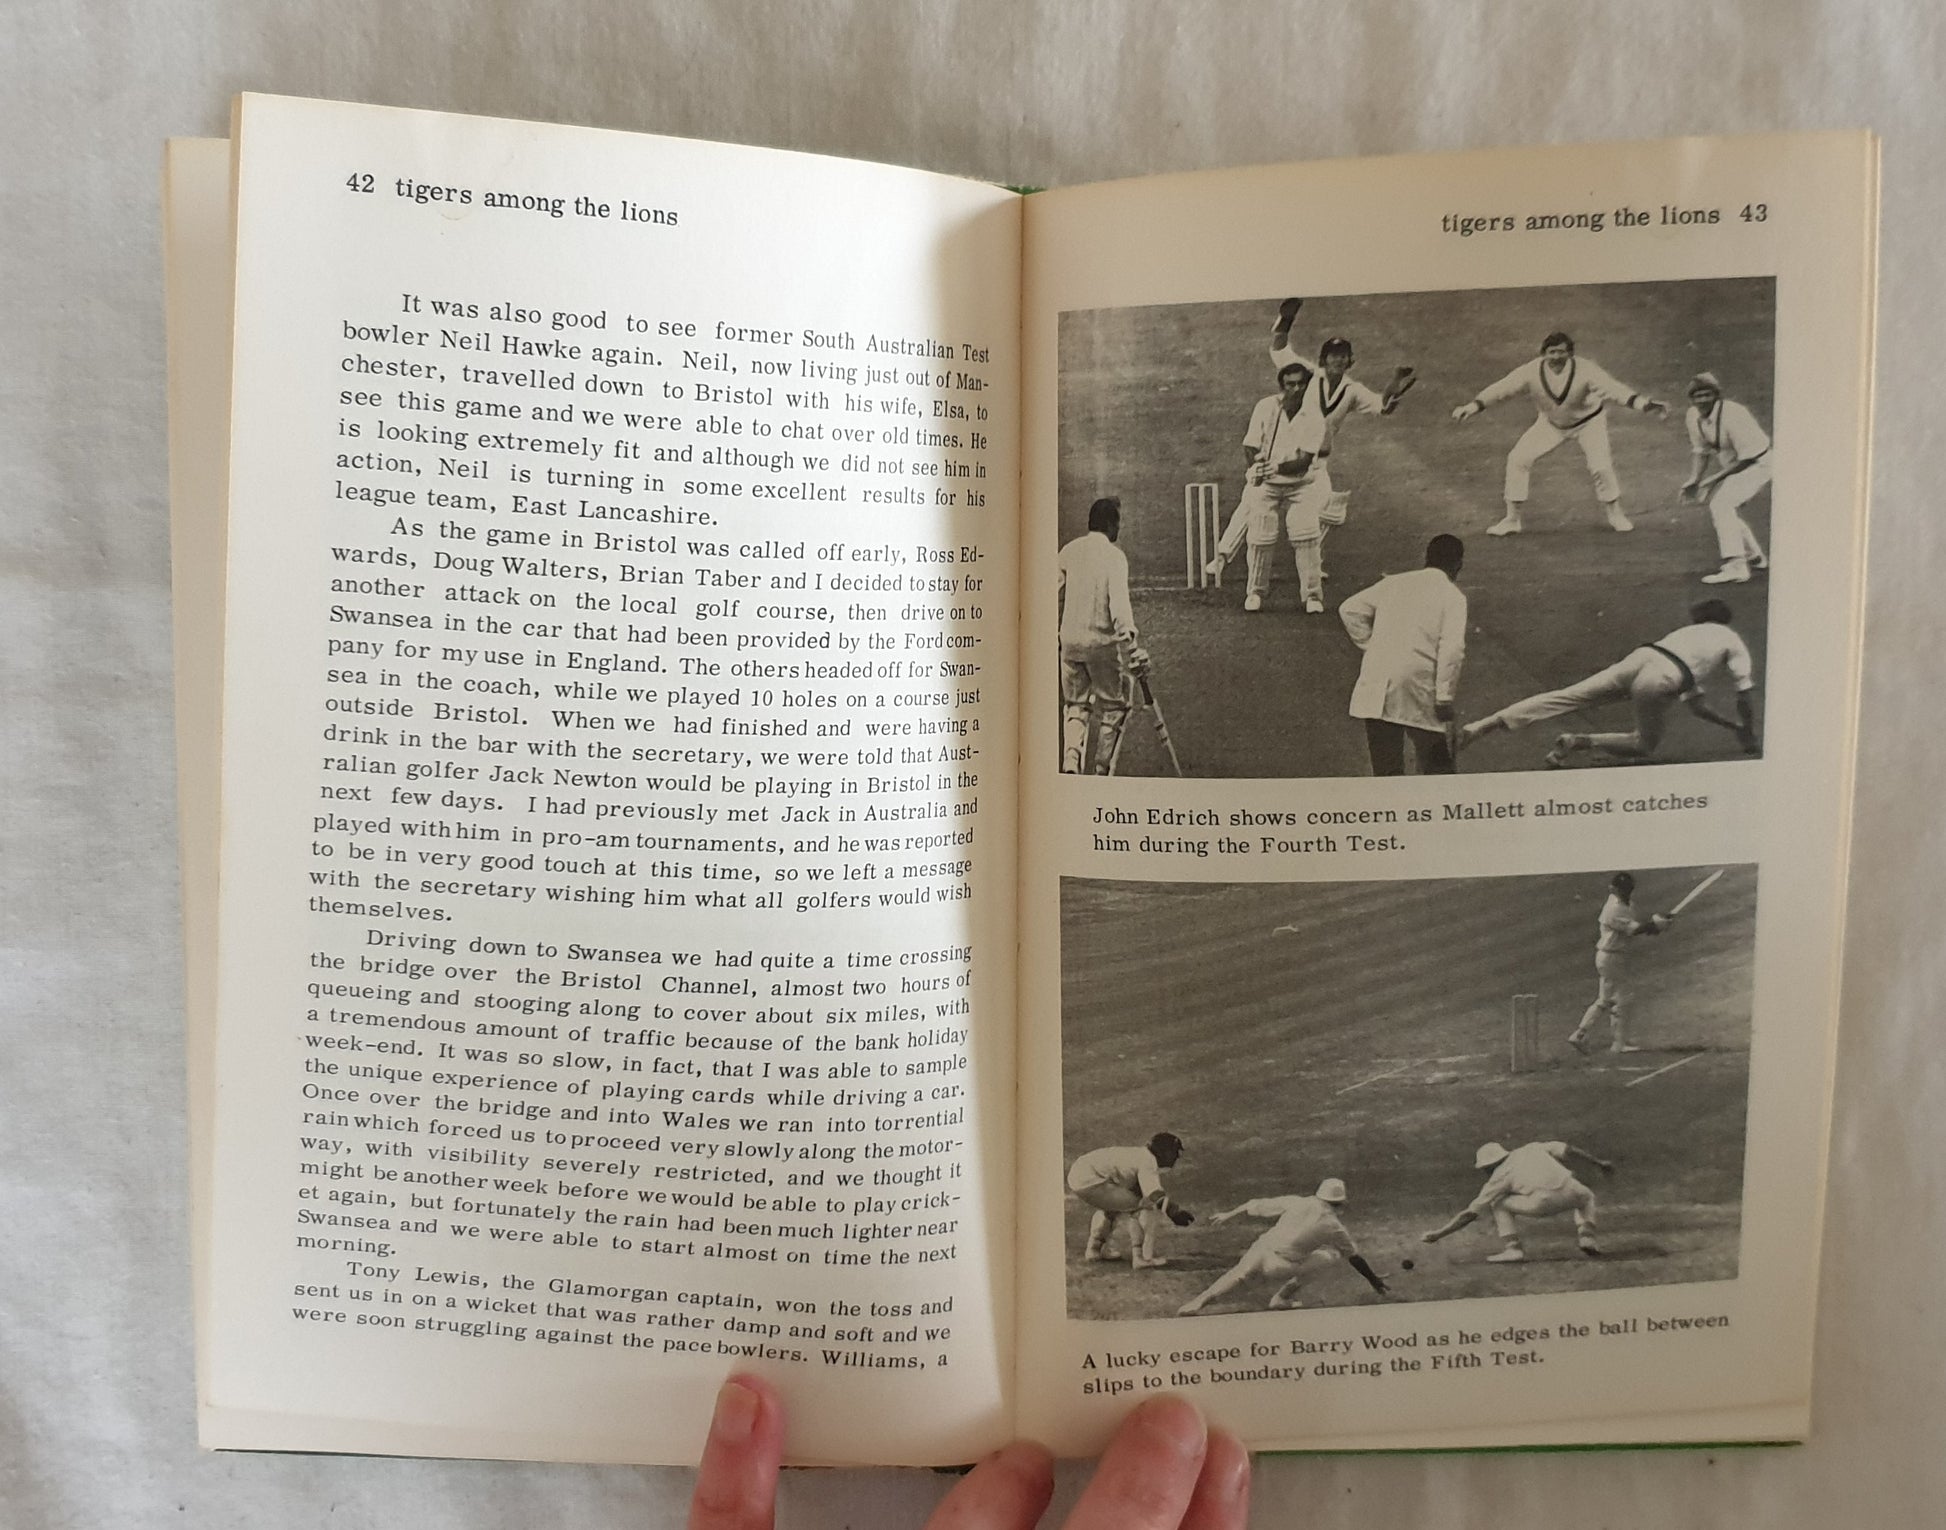 42 tigers among the lions
It was also good to see former South Australian Test
bowler Neil Hawke again. Neil, now living just out of Man-
chester, travelled down to Bristol with his wife, Elsa, to
see this game and we were able to chat over old times. He
is looking extremely fit and although we did not see him in
action, Neil is turning in some excellent results for his
league team, East Lancashire.
As the game in Bristol was called off early, Ross Ed-
wards, Doug Walters, Brian Taber and I decided to stay for
another attack on the local golf course, then drive on to
Swansea in the car that had been provided by the Ford com-
pany for my use in England. The others headed off for Swan-
sea in the coach, while we played 10 holes on a course just
outside Bristol. When we had finished and were having a
drink in the bar with the secretary, we were told that Aust-
ralian golfer Jack Newton would be playing in Bristol in the
next few days. I had previously met Jack in Australia and
played with him in pro-am tournaments, and he was reported
to be in very good touch at this time, so we left a message
with the secretary wishing him what all golfers would wish
themselves.
Driving down to Swansea we had quite a time crossing
the bridge over the Bristol Channel, almost two hours of
queueing and stooging along to cover about six miles, with
a tremendous amount of traffic because of the bank holiday
week-end. It was so slow, in fact, that I was able to sample
the unique experience of playing cards while driving a car.
Once over the bridge and into Wales we ran into torrential
rain which forced us to proceed very slowly along the motor-
way, with visibility severely restricted, and we thought it
might be another week before we would be able to play crick-
et again, but fortunately the rain had been much lighter near
Swansea and we were able to start almost on time the next
morning.
Tony Lewis, the Glamorgan captain, won the toss and
sent us in on a wicket that was rather damp and soft and we
were soon struggling against the pace bowlers. Williams, a
tigers among the lions 43
John Edrich shows concern as Mallett almost catches
him during the Fourth Test.
A lucky escape for Barry Wood as he edges the ball between
slips to the boundary during the Fifth Test.